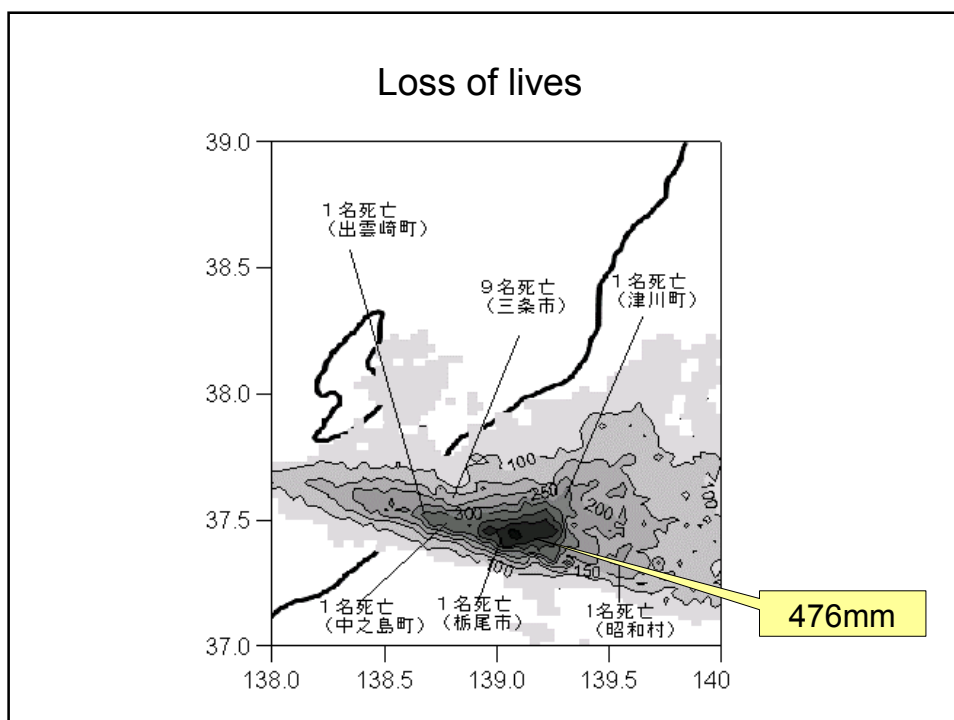 Loss of lives
39.0
１名死亡
（出雲崎町）
38.5
９名死亡
（三条市）
１名死亡
（津川町）
38.0
100
250
300
200
100
37.5
100
150
１名死亡
（中之島町）
１名死亡
（栃尾市）
1名死亡
（昭和村）
476mm
37.0
138.0 138.5 139.0 139.5 140